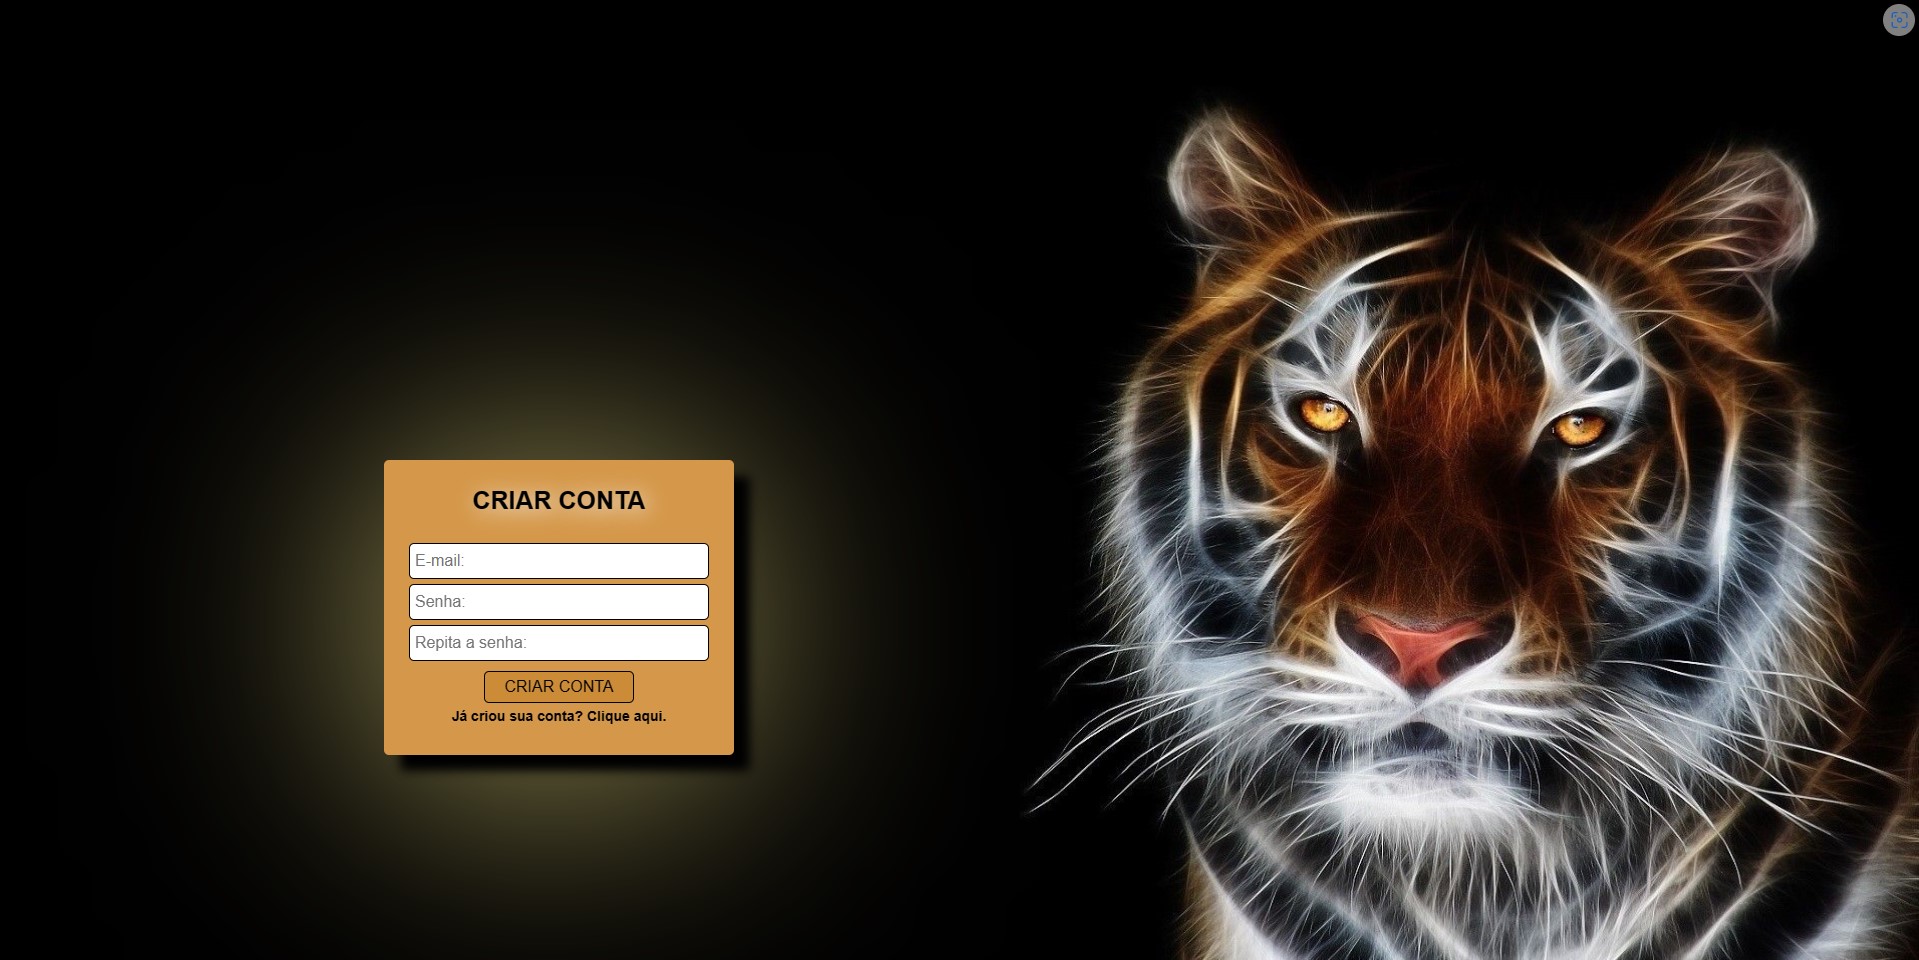 CRIAR CONTA
E-mail:
Senha:
Repita a senha:
CRIAR CONTA
Já criou sua conta? Clique aqui.